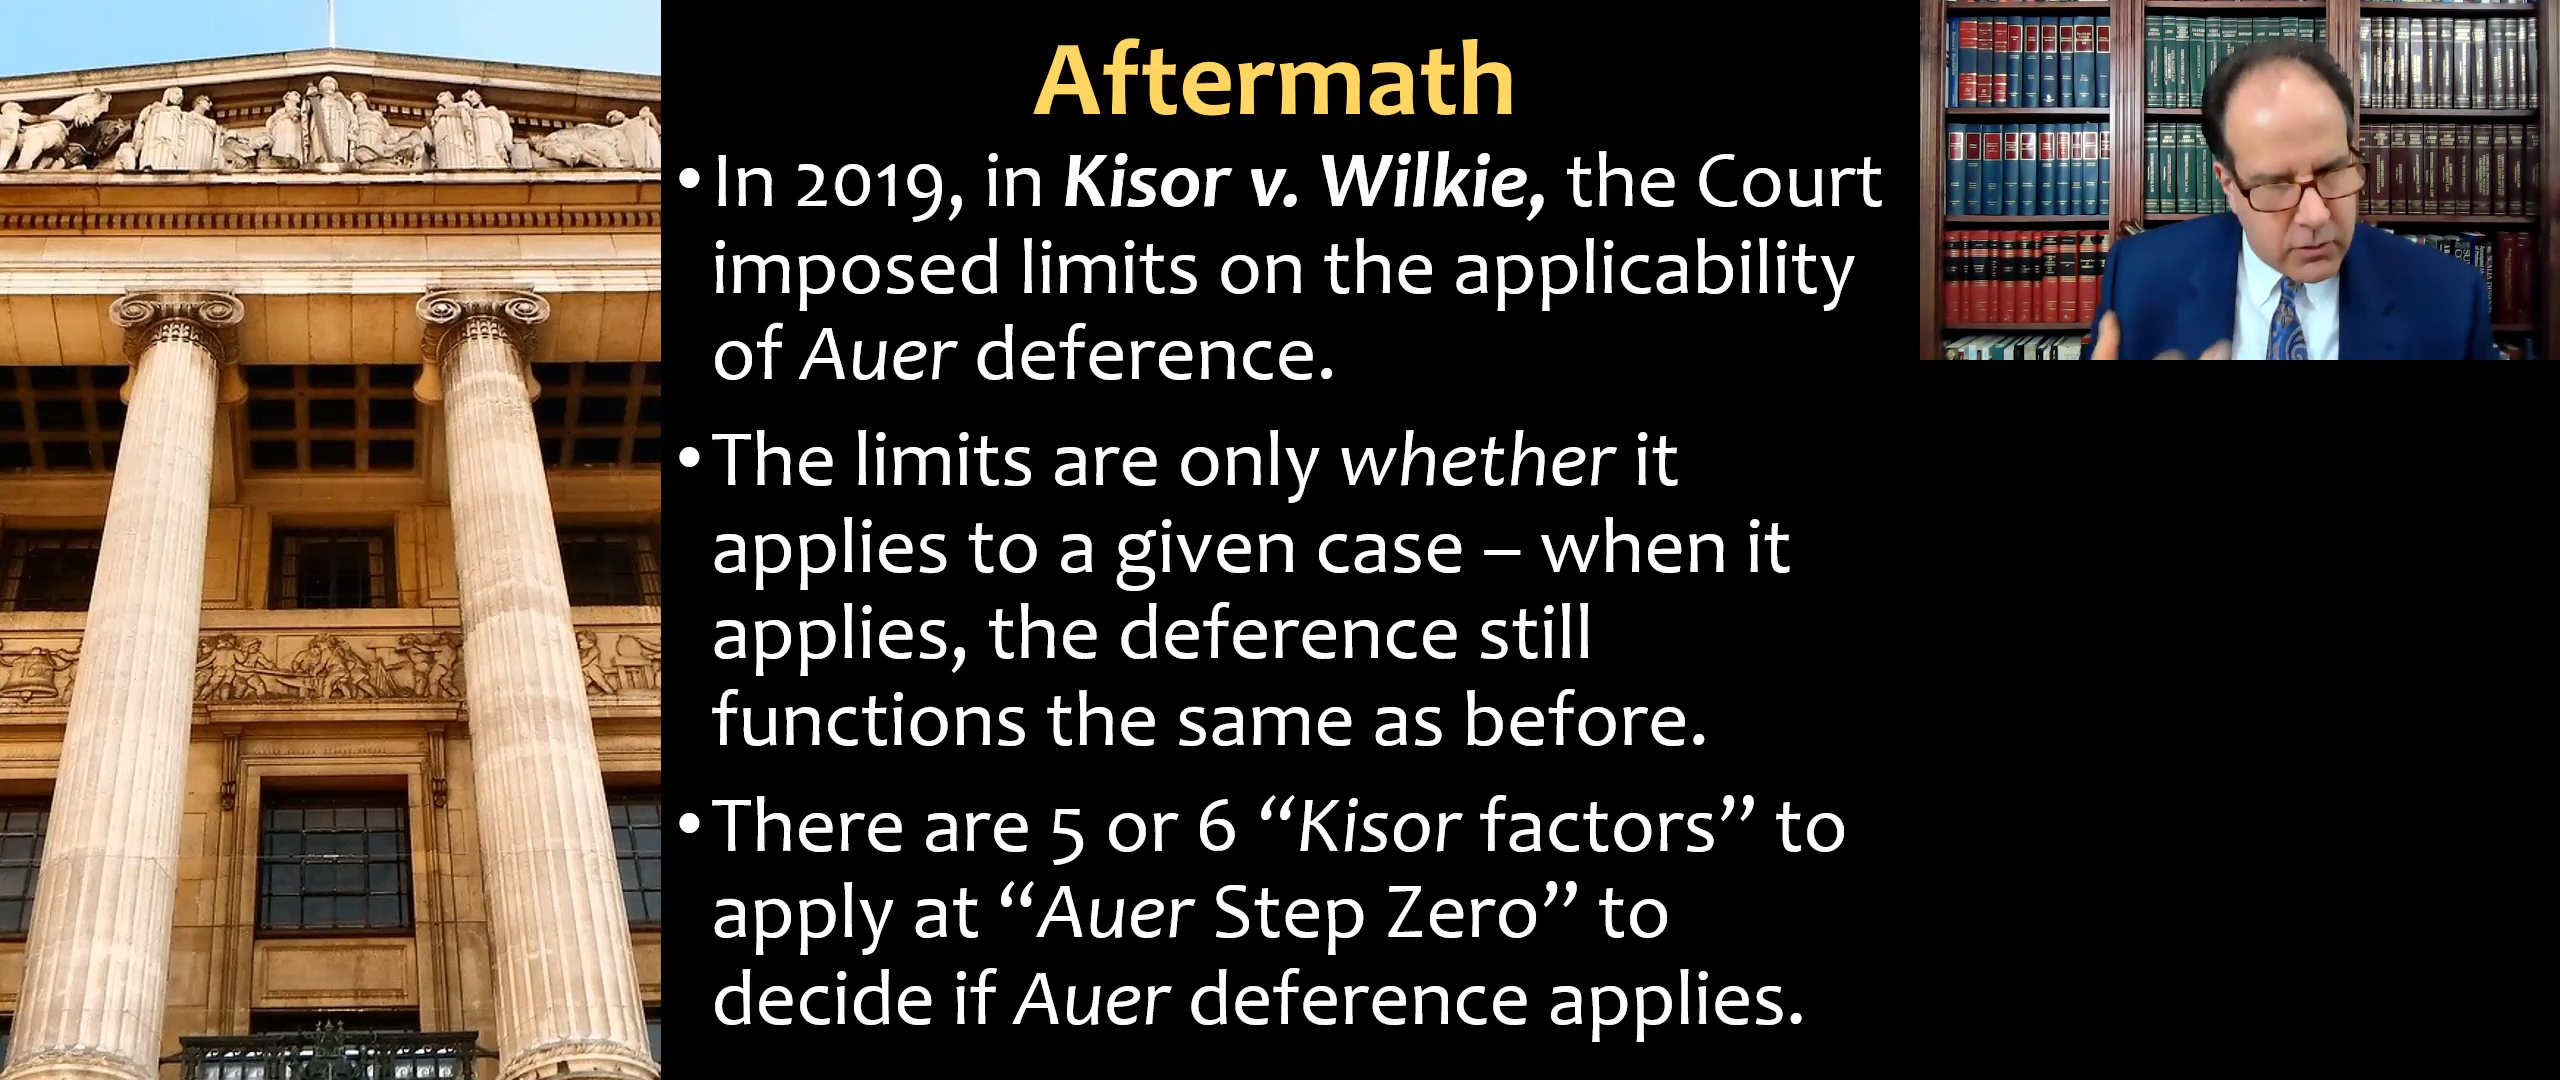 Aftermath
• In 2019, in Kisor v. Wilkie, the Court
imposed limits on the applicability
of Auer deference.
• The limits are only whether it
applies to a given case – when it
applies, the deference still
functions the same as before.
• There are 5 or 6 “Kisor factors” to
apply at “Auer Step Zero” to
decide if Auer deference applies.